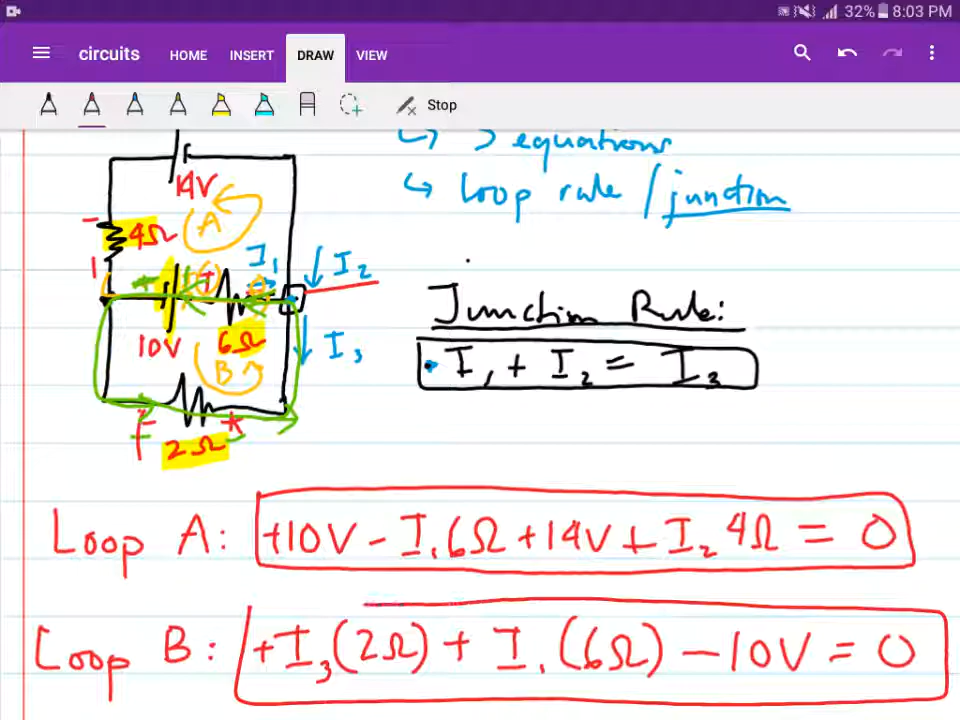 32% 8:03 PM
circuits HOME INSERT DRAW VIEW
Stop
↳ 3 equations
↳ Loop rule / junction
14V
A
4Ω
I₁
I₂
10V
6Ω
I₃
B
2Ω
Junction Rule:
I₁ + I₂ = I₃
Loop A: +10V - I₁6Ω + 14V + I₂ 4Ω = 0
Loop B: +I₃(2Ω) + I₁(6Ω) - 10V = 0